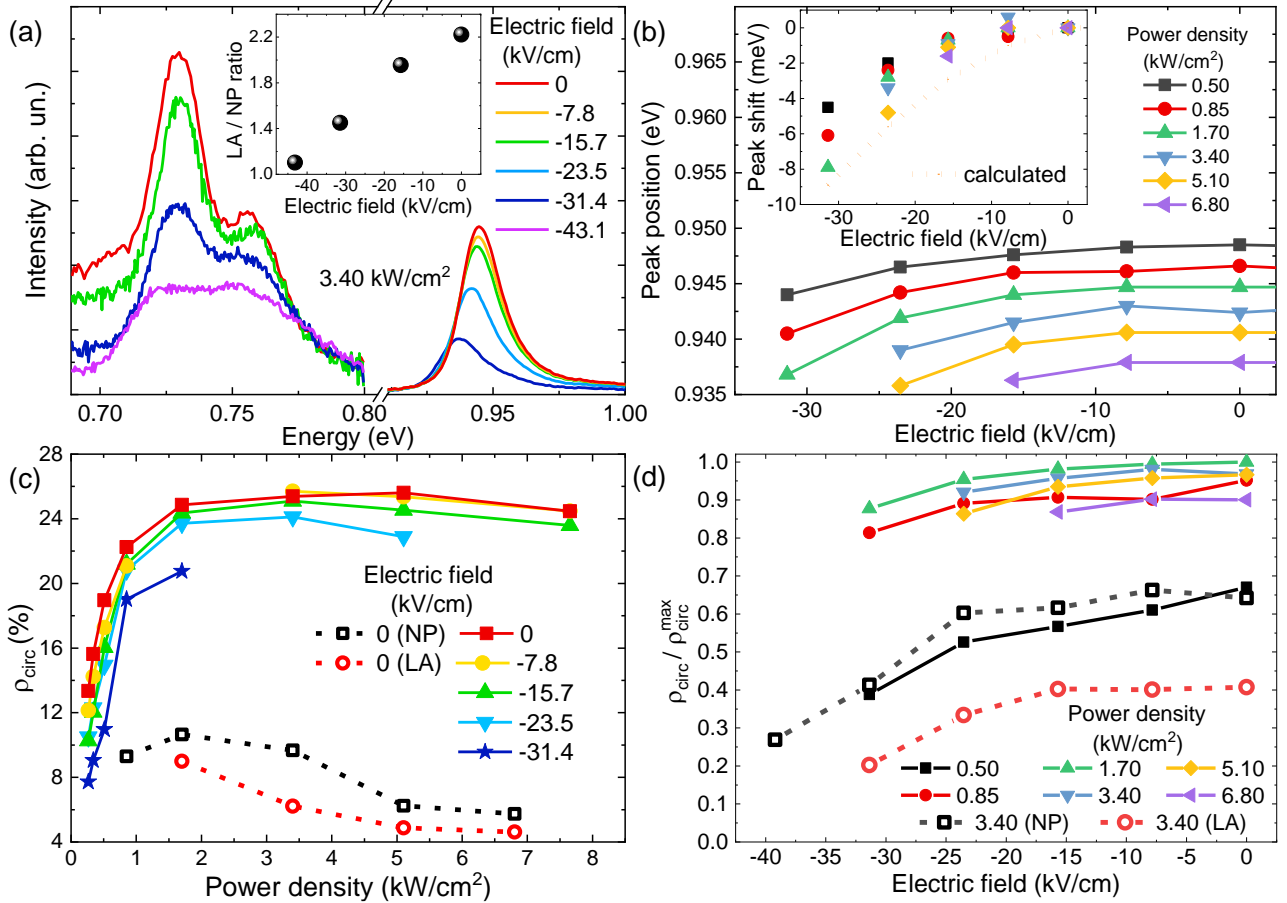 (a)
Intensity (arb. un.)
LA / NP ratio
2.2
1.8
1.4
1.0
-40 -30 -20 -10 0
Electric field (kV/cm)
Electric field
(kV/cm)
0
-7.8
-15.7
-23.5
-31.4
-43.1
3.40 kW/cm²
0.70 0.75 0.80 0.95 1.00
Energy (eV)
(b)
Peak position (eV)
0.965
0.960
0.955
0.950
0.945
0.940
0.935
Peak shift (meV)
0
-2
-4
-6
-8
-10
calculated
-30 -20 -10 0
Electric field (kV/cm)
Power density
(kW/cm²)
0.50
0.85
1.70
3.40
5.10
6.80
-30 -20 -10 0
Electric field (kV/cm)
(c)
ρcirc (%)
28
24
20
16
12
8
4
Electric field
(kV/cm)
0 (NP) 0
0 (LA) -7.8
-15.7
-23.5
-31.4
0 1 2 3 4 5 6 7 8
Power density (kW/cm²)
(d)
ρcirc / ρcirc^max
1.0
0.9
0.8
0.7
0.6
0.5
0.4
0.3
0.2
0.1
0.0
Power density
(kW/cm²)
0.50 1.70 5.10
0.85 3.40 6.80
3.40 (NP) 3.40 (LA)
-40 -35 -30 -25 -20 -15 -10 -5 0
Electric field (kV/cm)